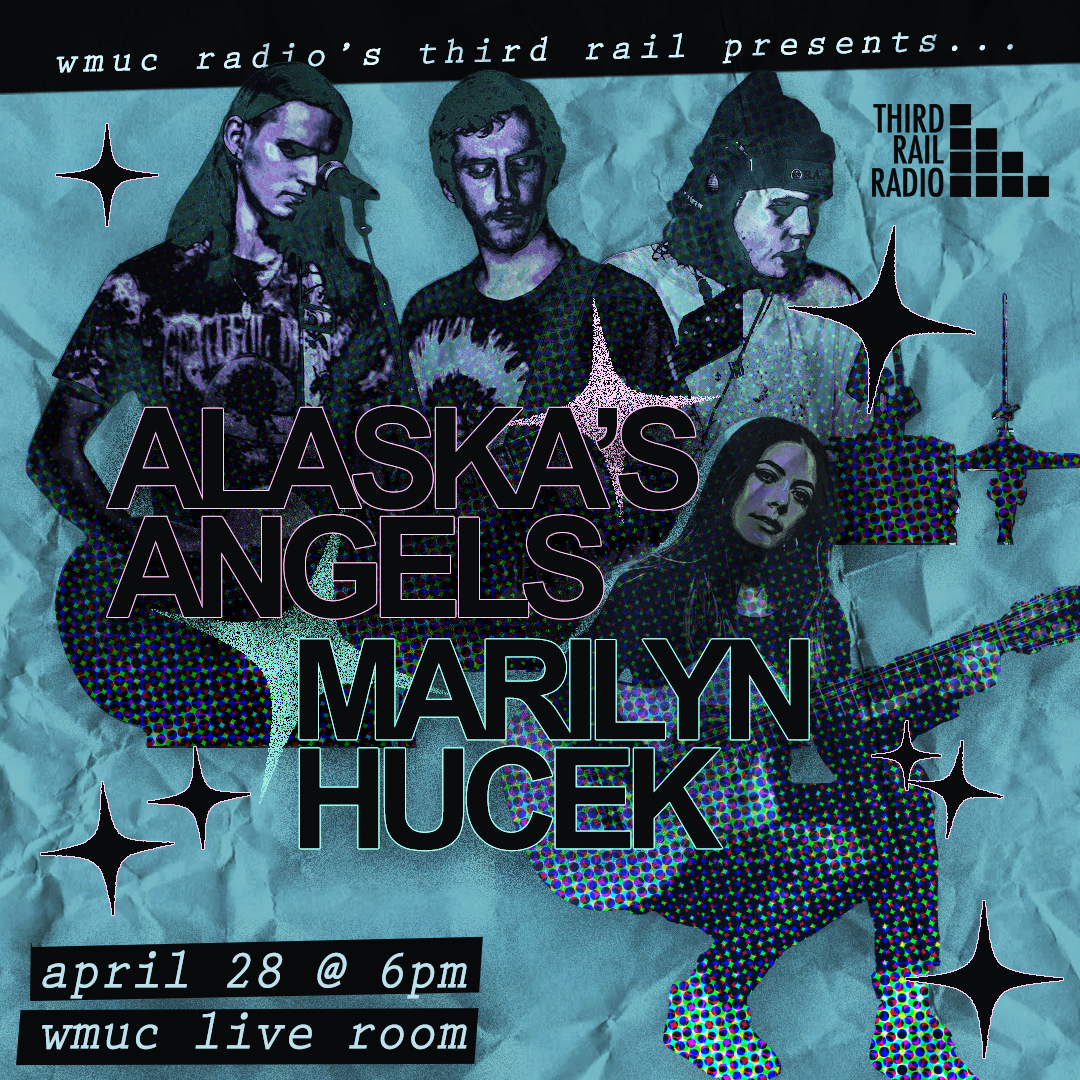 wmuc radio's third rail presents...
THIRD
RAIL
RADIO
ALASKA'S
ANGELS
MARILYN
HUCEK
april 28 @ 6pm
wmuc live room